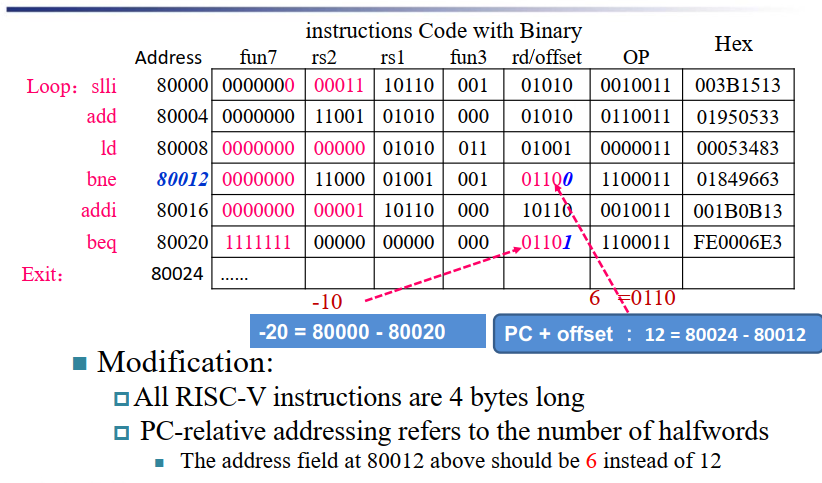 instructions Code with Binary
Address fun7 rs2 rs1 fun3 rd/offset OP Hex
Loop： slli 80000 0000000 00011 10110 001 01010 0010011 003B1513
add 80004 0000000 11001 01010 000 01010 0110011 01950533
ld 80008 0000000 00000 01010 011 01001 0000011 00053483
bne 80012 0000000 11000 01001 001 01100 1100011 01849663
addi 80016 0000000 00001 10110 000 10110 0010011 001B0B13
beq 80020 1111111 00000 00000 000 01101 1100011 FE0006E3
Exit： 80024 ......
-10 6 =0110
-20 = 80000 - 80020
PC + offset : 12 = 80024 - 80012
Modification:
All RISC-V instructions are 4 bytes long
PC-relative addressing refers to the number of halfwords
The address field at 80012 above should be 6 instead of 12